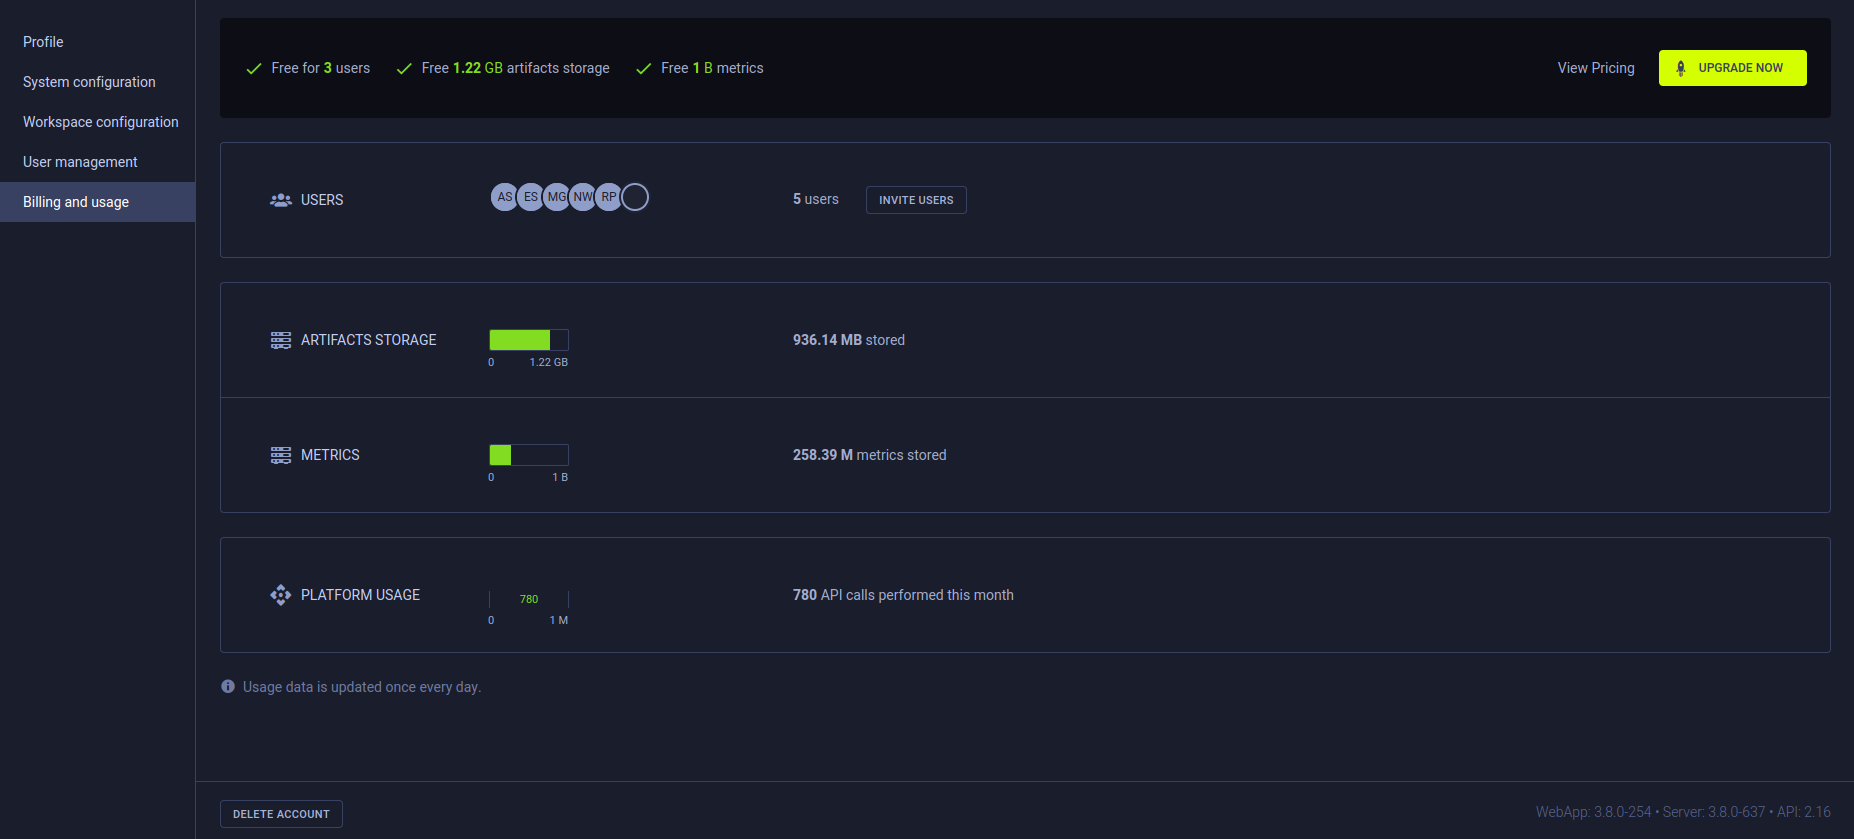 Profile
System configuration
Workspace configuration
User management
Billing and usage
Free for 3 users
Free 1.22 GB artifacts storage
Free 1 B metrics
View Pricing
UPGRADE NOW
USERS
AS ES MG NW RP
5 users
INVITE USERS
ARTIFACTS STORAGE
0 1.22 GB
936.14 MB stored
METRICS
0 1 B
258.39 M metrics stored
PLATFORM USAGE
780
0 1 M
780 API calls performed this month
Usage data is updated once every day.
DELETE ACCOUNT
WebApp: 3.8.0-254 • Server: 3.8.0-637 • API: 2.16